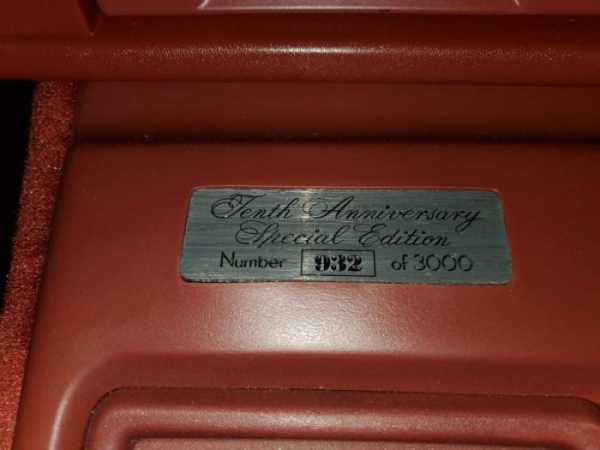 Tenth Anniversary
Special Edition
Number 932 of 3000